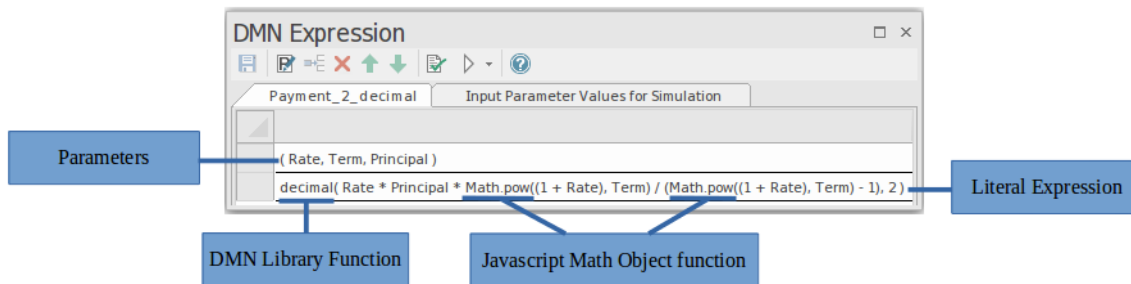 DMN Expression
Payment_2_decimal
Input Parameter Values for Simulation
Parameters
( Rate, Term, Principal )
decimal( Rate * Principal * Math.pow((1 + Rate), Term) / (Math.pow((1 + Rate), Term) - 1), 2 )
Literal Expression
DMN Library Function
Javascript Math Object function